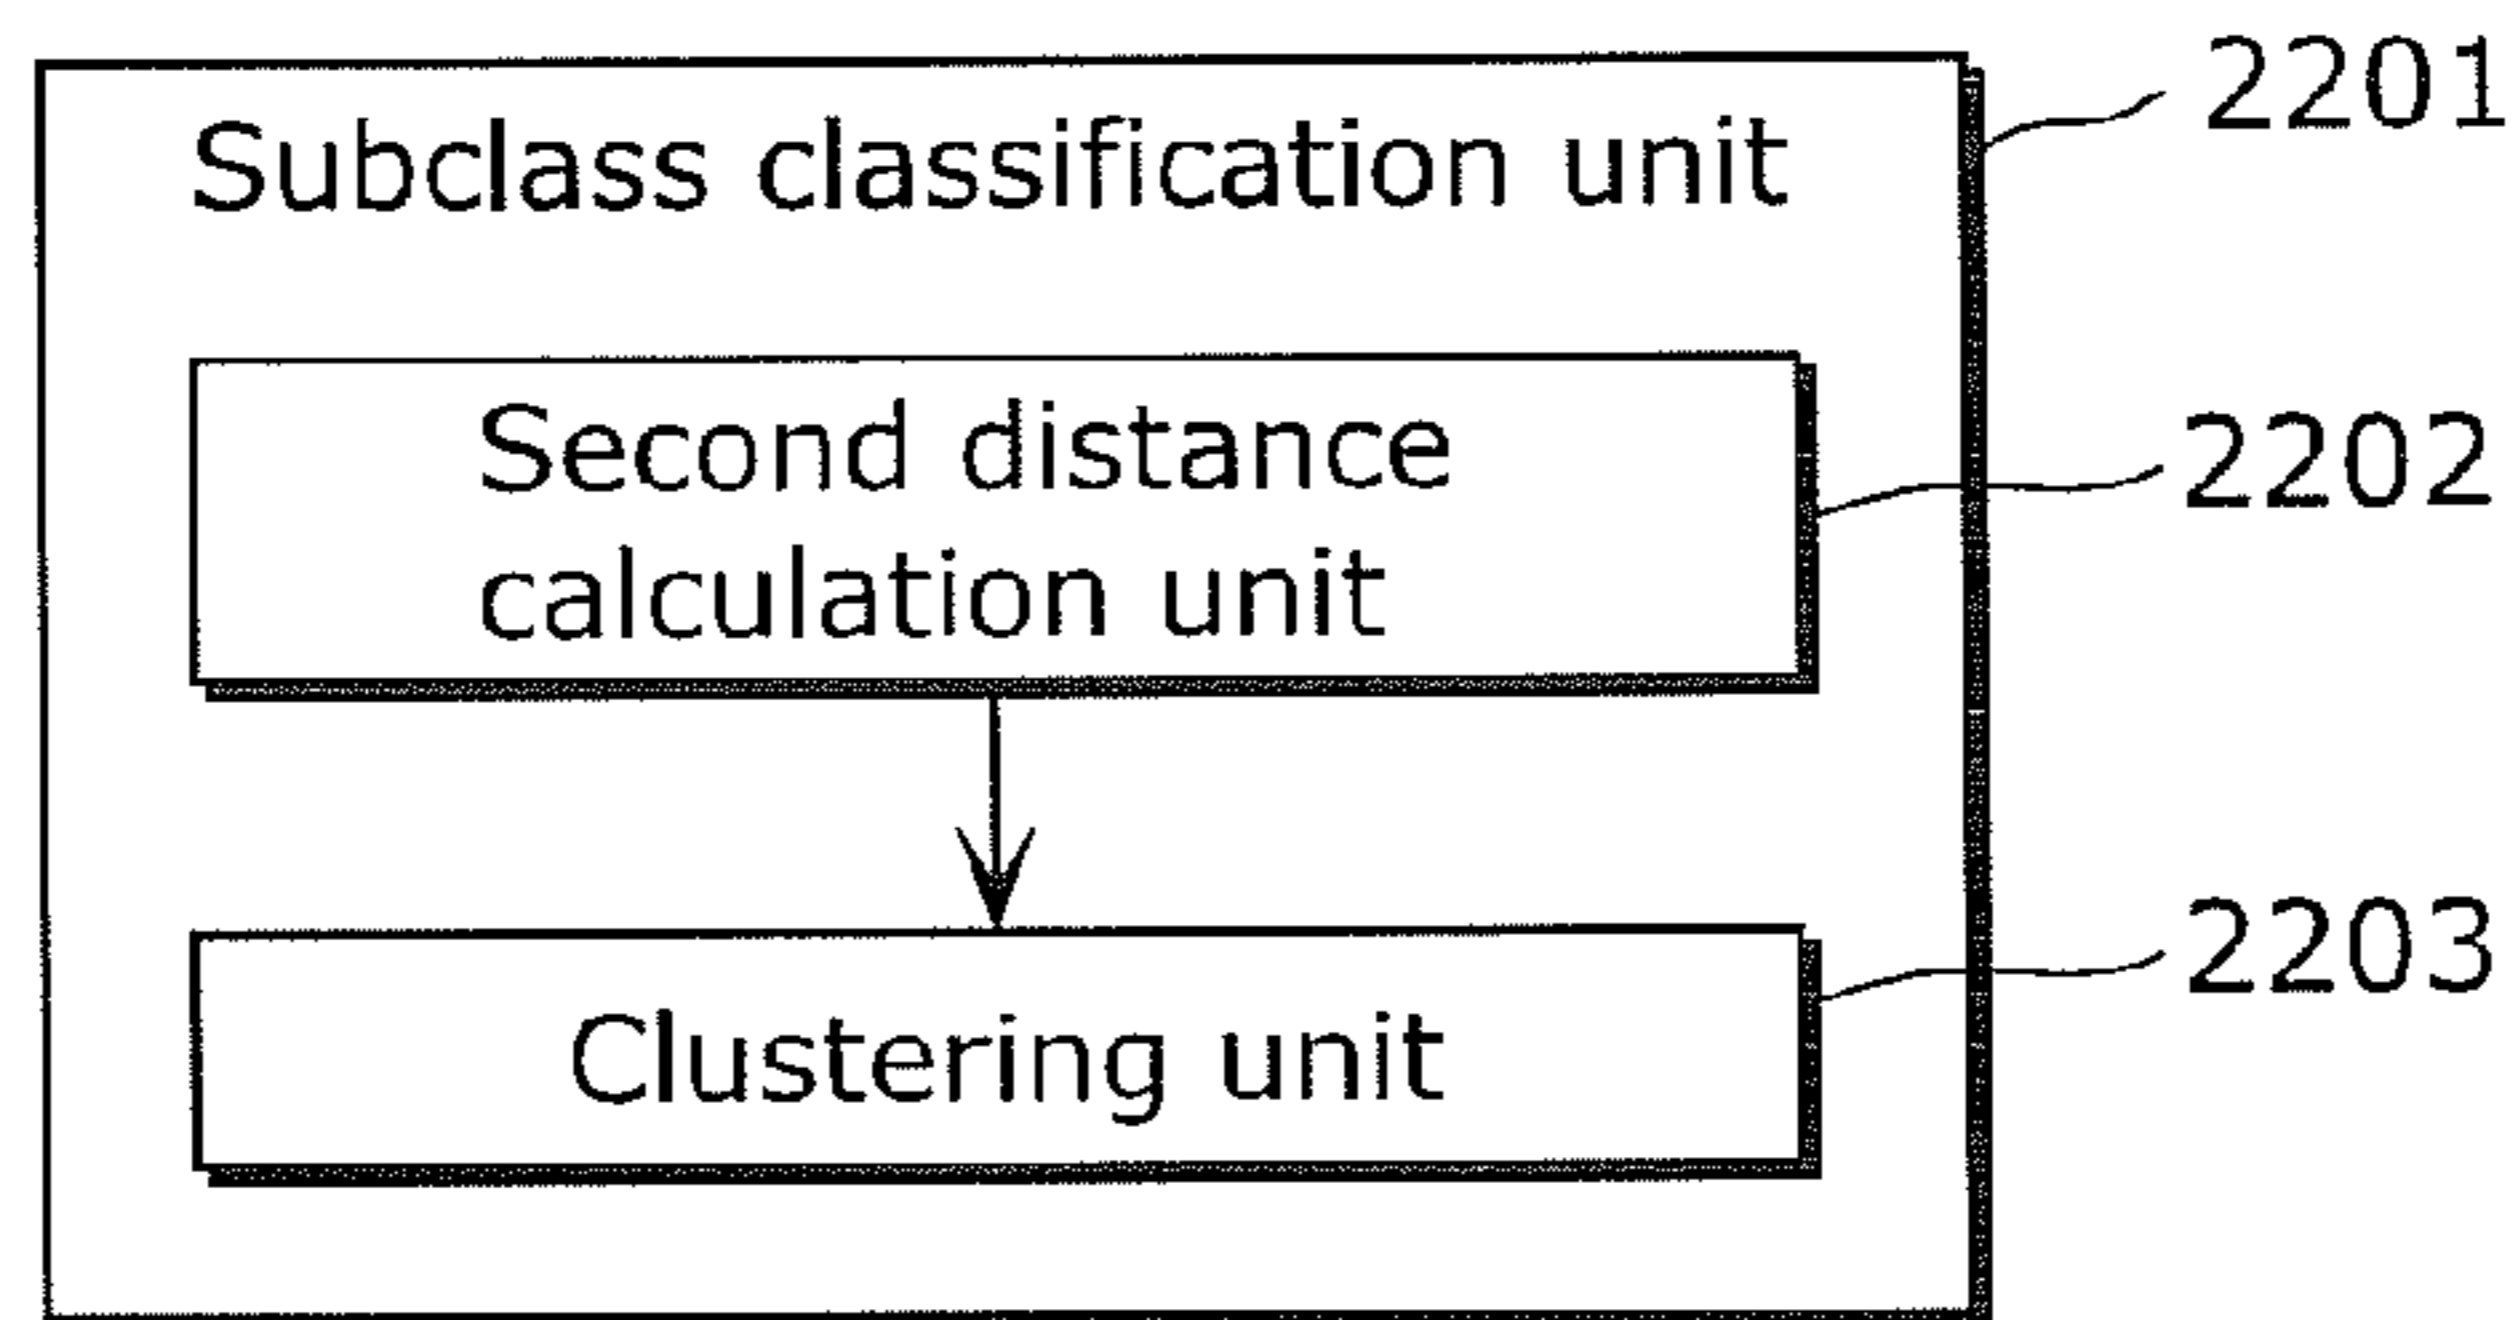 Subclass classification unit
2201
Second distance
calculation unit
2202
Clustering unit
2203